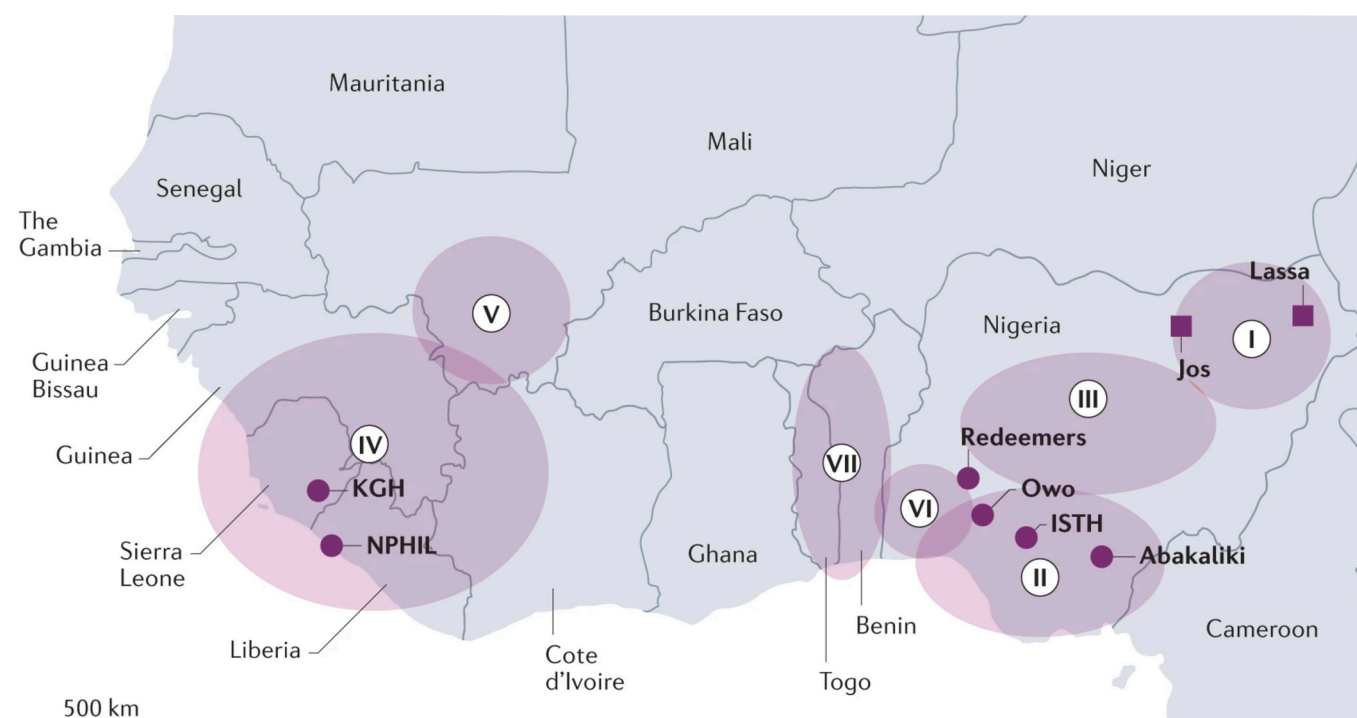 Mauritania
Mali
Niger
Senegal
The
Gambia
Lassa
V
Burkina Faso
Nigeria
I
Guinea
Bissau
Jos
III
Redeemers
IV
Guinea
VII
KGH
Owo
VI
ISTH
NPHIL
Ghana
Abakaliki
Sierra
Leone
II
Benin
Cameroon
Liberia
Cote
d'Ivoire
Togo
500 km